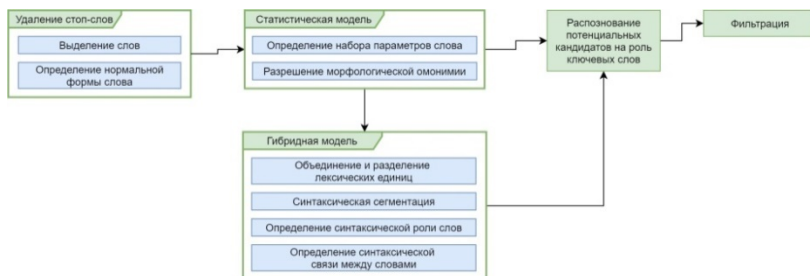 Удаление стоп-слов
Выделение слов
Определение нормальной
формы слова
Статистическая модель
Определение набора параметров слова
Разрешение морфологической омонимии
Распознование
потенциальных
кандидатов на роль
ключевых слов
Фильтрация
Гибридная модель
Объединение и разделение
лексических единиц
Синтаксическая сегментация
Определение синтаксической роли слов
Определение синтаксической
связи между словами